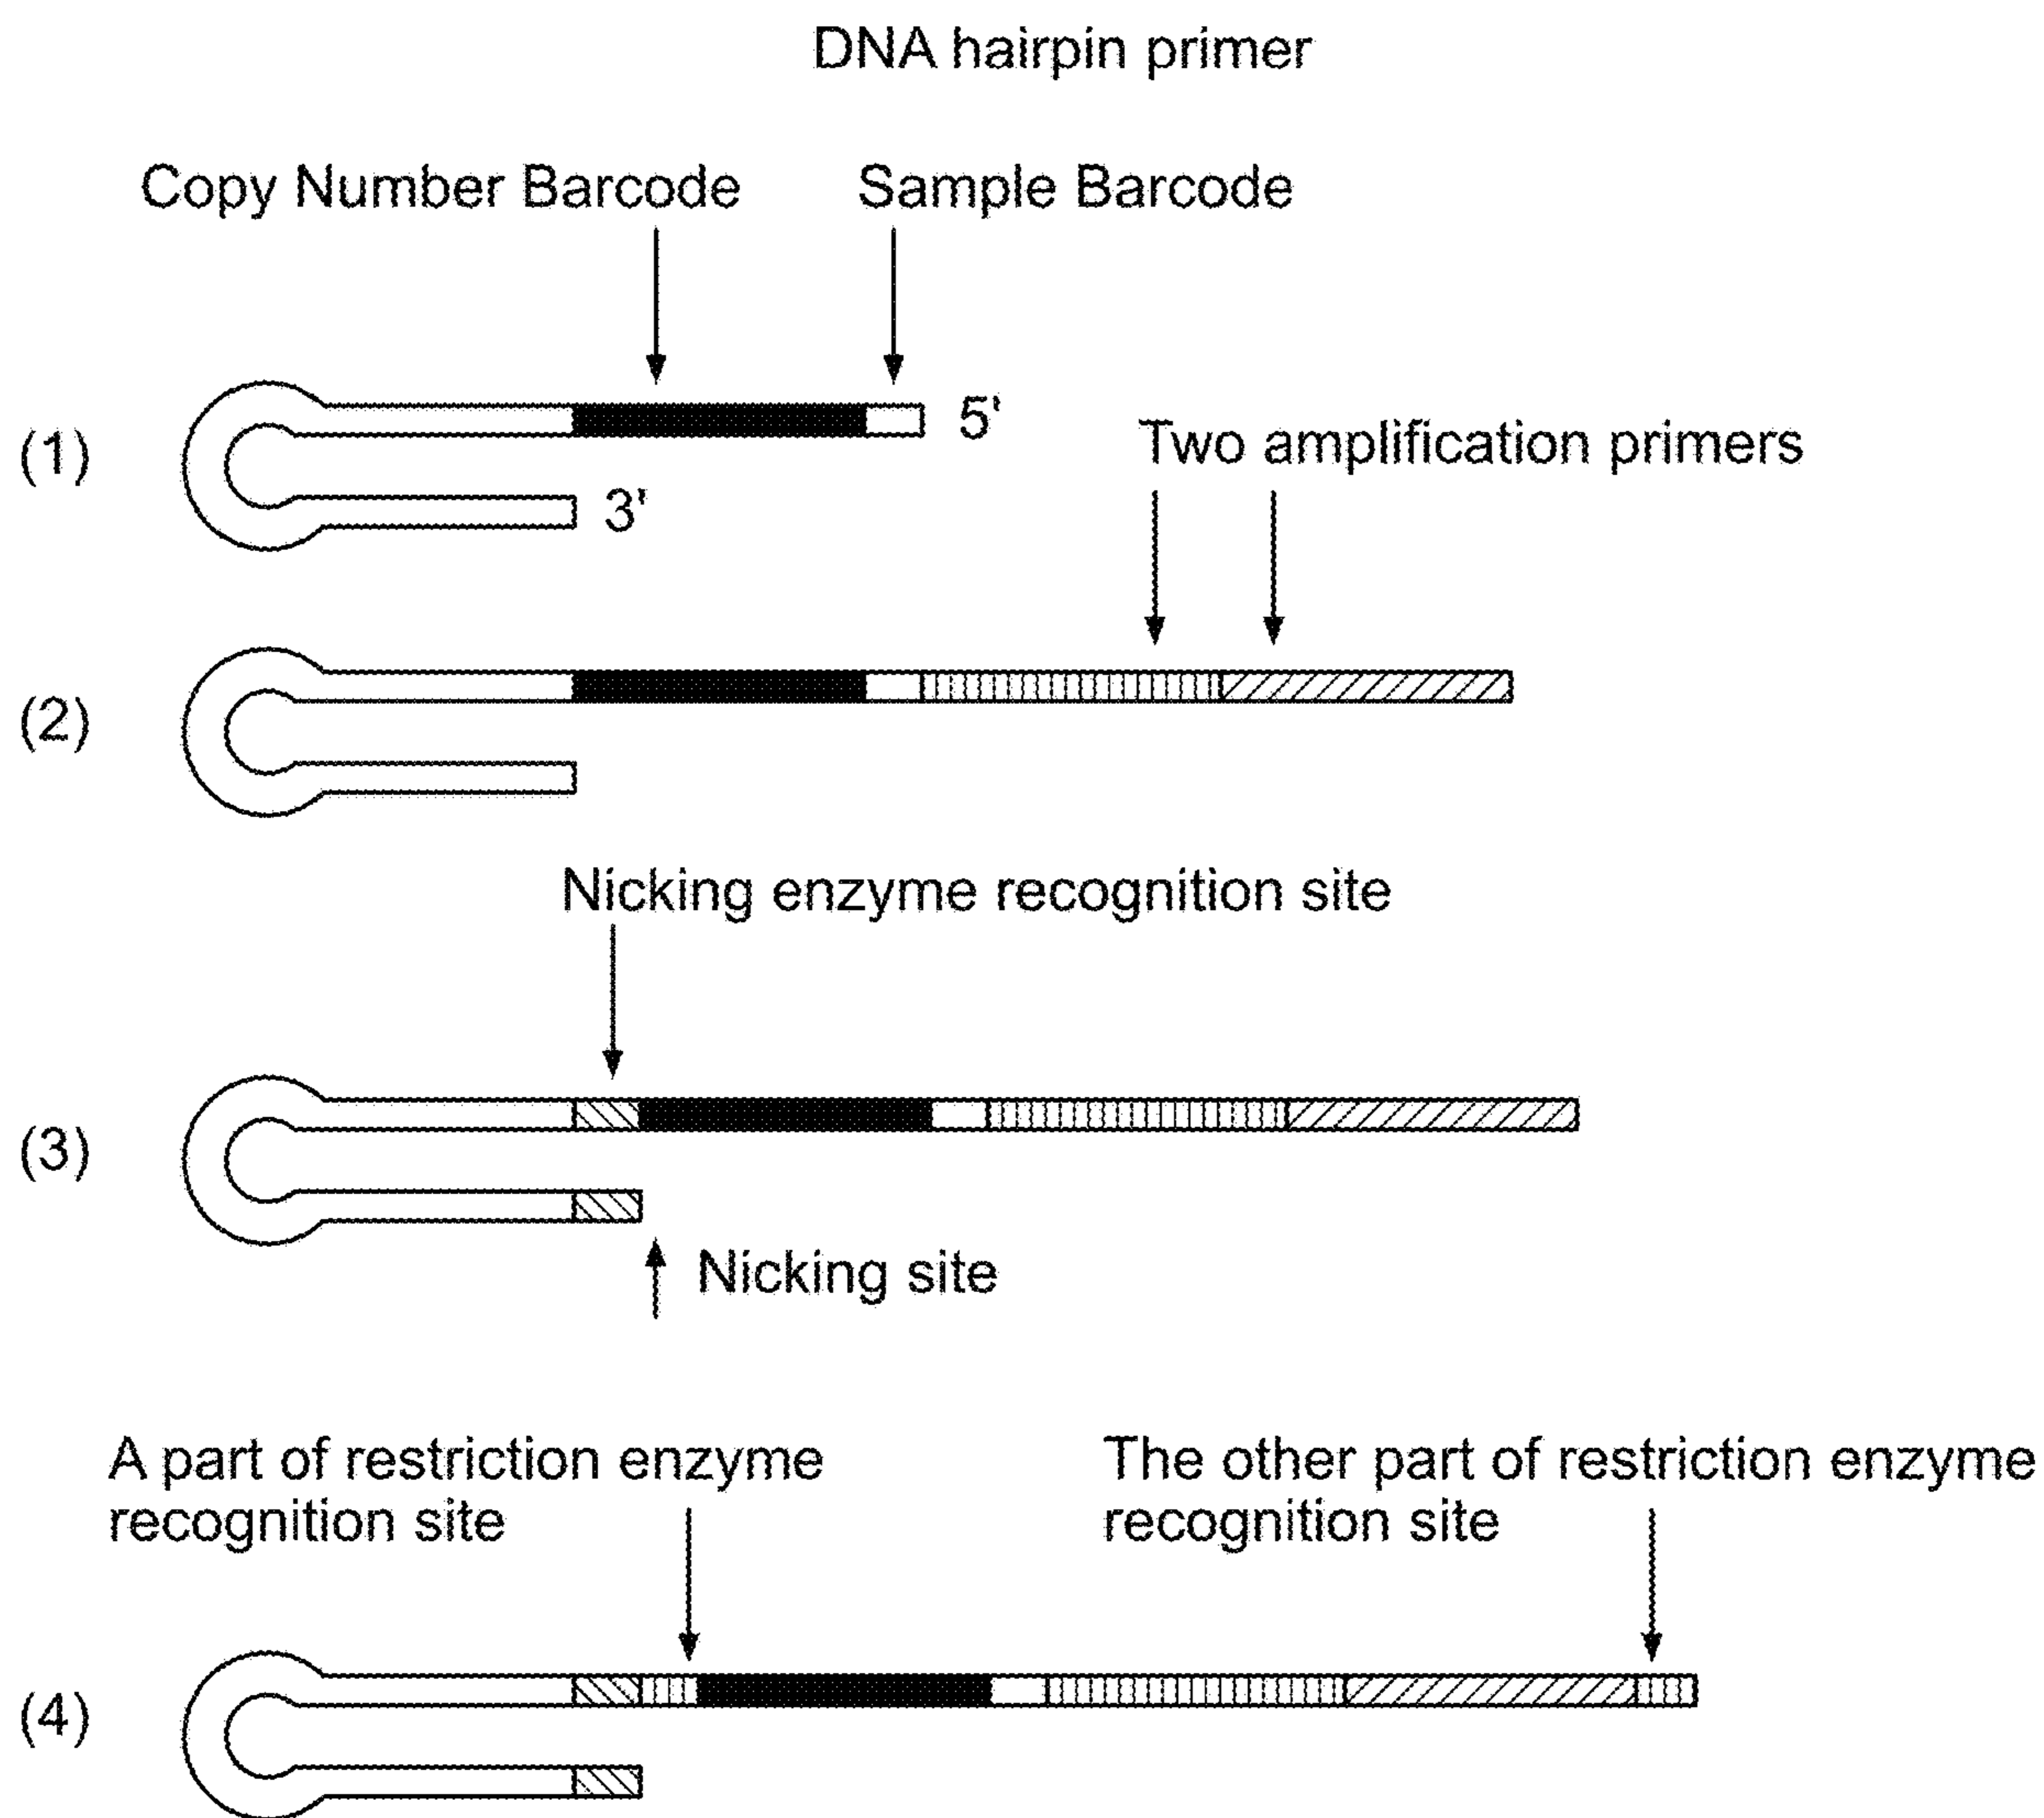 DNA hairpin primer
Copy Number Barcode
Sample Barcode
(1)
5'
3'
Two amplification primers
(2)
Nicking enzyme recognition site
(3)
Nicking site
A part of restriction enzyme
recognition site
The other part of restriction enzyme
recognition site
(4)